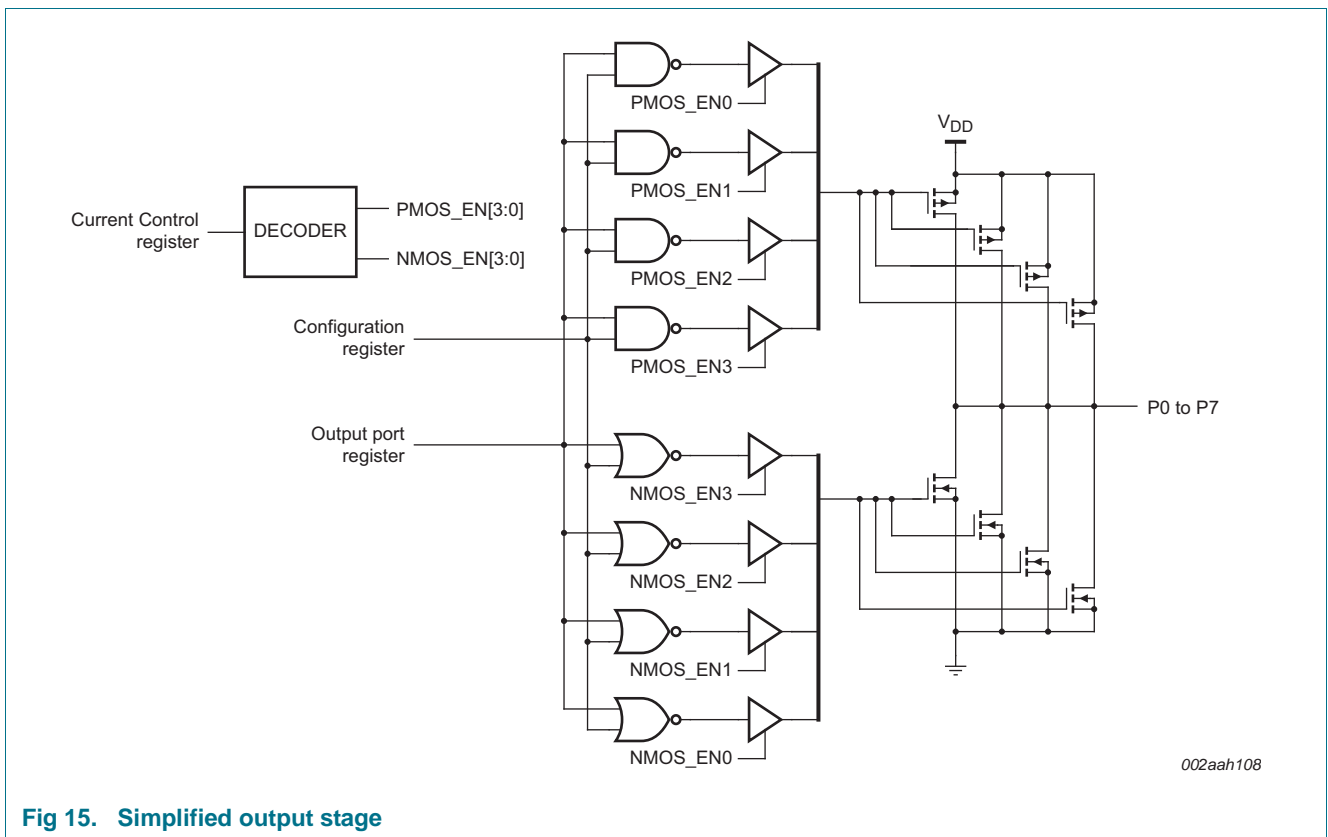 PMOS_EN0
PMOS_EN1
PMOS_EN2
PMOS_EN3
Current Control
register
DECODER
PMOS_EN[3:0]
NMOS_EN[3:0]
Configuration
register
Output port
register
NMOS_EN3
NMOS_EN2
NMOS_EN1
NMOS_EN0
VDD
P0 to P7
002aah108
Fig 15. Simplified output stage